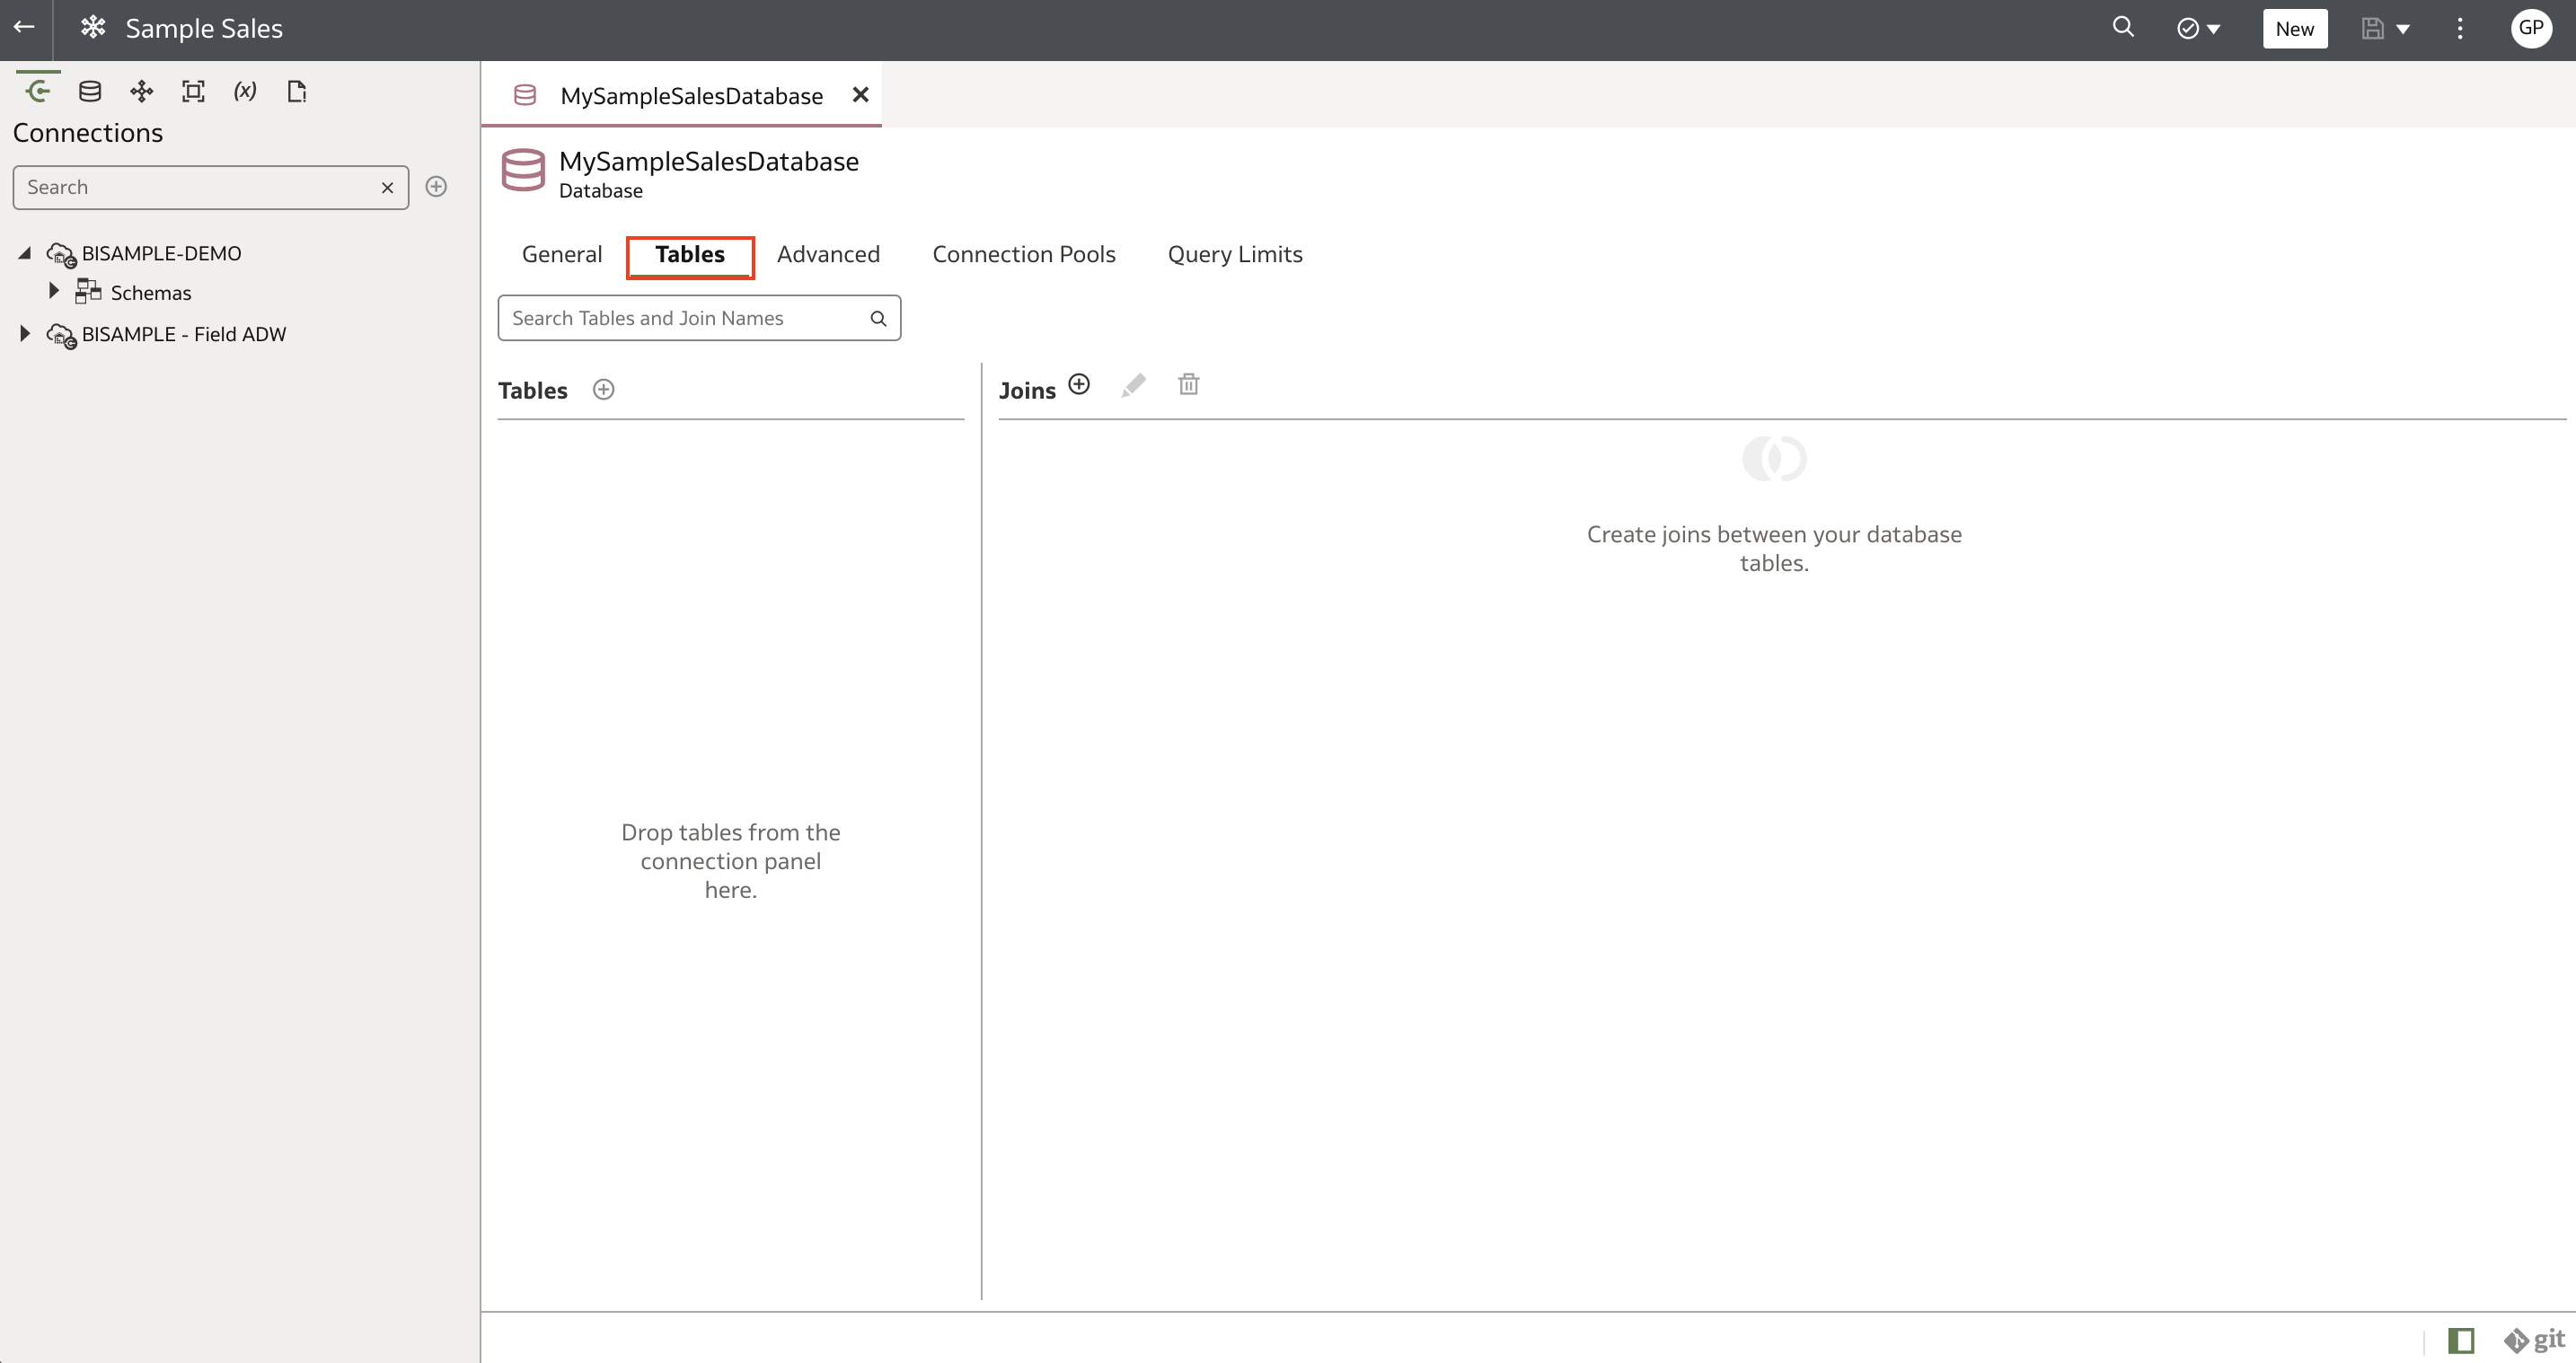 Sample Sales
New
GP
(x)
Connections
Search
BISAMPLE-DEMO
Schemas
BISAMPLE - Field ADW
MySampleSalesDatabase
MySampleSalesDatabase
Database
General Tables Advanced Connection Pools Query Limits
Search Tables and Join Names
Tables
Joins
Create joins between your database
tables.
Drop tables from the
connection panel
here.
git